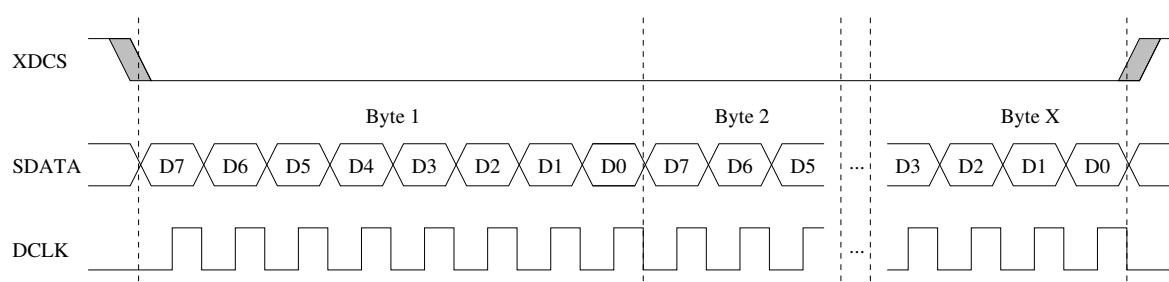 XDCS
Byte 1 Byte 2 Byte X
SDATA D7 D6 D5 D4 D3 D2 D1 D0 D7 D6 D5 ... D3 D2 D1 D0
DCLK ...